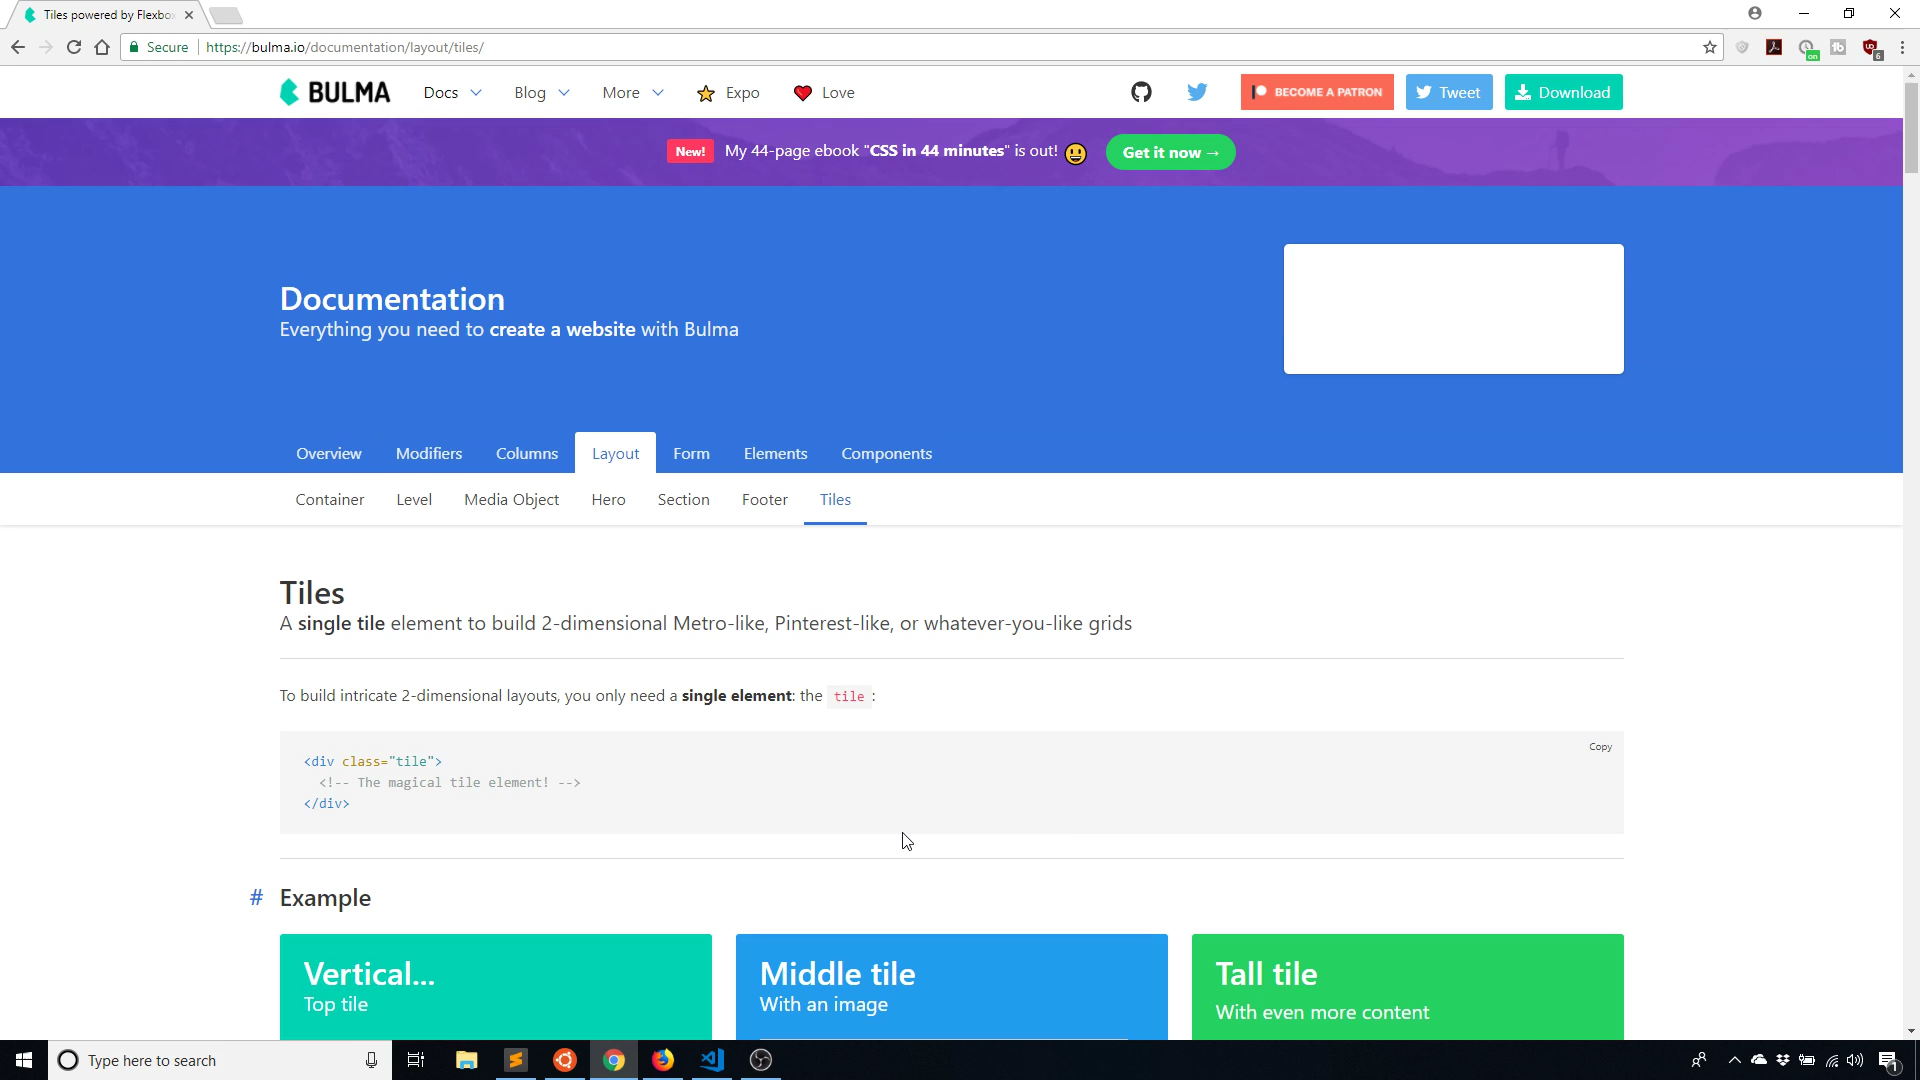 Tiles powered by Flexbo
Secure https://bulma.io/documentation/layout/tiles/
on
6
BULMA Docs Blog More Expo Love BECOME A PATRON Tweet Download
New! My 44-page ebook "CSS in 44 minutes" is out! Get it now →
Documentation
Everything you need to create a website with Bulma
Overview Modifiers Columns Layout Form Elements Components
Container Level Media Object Hero Section Footer Tiles
Tiles
A single tile element to build 2-dimensional Metro-like, Pinterest-like, or whatever-you-like grids
To build intricate 2-dimensional layouts, you only need a single element: the tile :
Copy
<div class="tile">
<!-- The magical tile element! -->
</div>
# Example
Vertical... Middle tile Tall tile
Top tile With an image With even more content
Type here to search
1